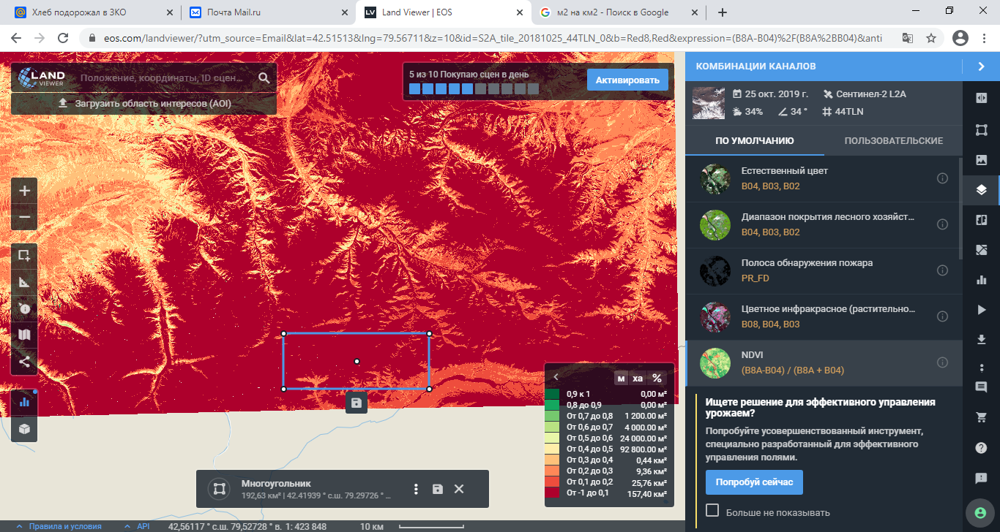 Хлеб подорожал в ЗКО
Почта Mail.ru
Land Viewer | EOS
м2 на км2 - Поиск в Google
eos.com/landviewer/?utm_source=Email&lat=42.51513&lng=79.56711&z=10&id=S2A_tile_20181025_44TLN_0&b=Red8,Red&expression=(B8A-B04)%2F(B8A%2BB04)&anti
LAND VIEWER
Положение, координаты, ID сцен...
Загрузить область интересов (AOI)
5 из 10 Покупаю сцен в день
Активировать
КОМБИНАЦИИ КАНАЛОВ
25 окт. 2019 г. Сентинел-2 L2A
34% 34 ° 44TLN
ПО УМОЛЧАНИЮ ПОЛЬЗОВАТЕЛЬСКИЕ
Естественный цвет
B04, B03, B02
Диапазон покрытия лесного хозяйст...
B04, B03, B02
Полоса обнаружения пожара
PR_FD
Цветное инфракрасное (растительно...
B08, B04, B03
NDVI
(B8A-B04) / (B8A + B04)
Ищете решение для эффективного управления
урожаем?
Попробуйте усовершенствованный инструмент,
специально разработанный для эффективного
управления полями.
Попробуй сейчас
Больше не показывать
м ха %
0,9 к 1 0,00 м²
0,8 до 0,9 0,00 м²
От 0,7 до 0,8 1 200.00 м²
От 0,6 до 0,7 4 000.00 м²
От 0,5 до 0,6 24 000.00 м²
От 0,4 до 0,5 92 800.00 м²
От 0,3 до 0,4 0,44 км²
От 0,2 до 0,3 9,36 км²
От 0,1 до 0,2 25,76 км²
От -1 до 0,1 157,40 км²
Многоугольник
192,63 км² | 42.41939 ° с.ш. 79.29726 ° ...
Правила и условия API 42,56117 ° с.ш. 79,52728 ° в. 1: 423 848 10 км